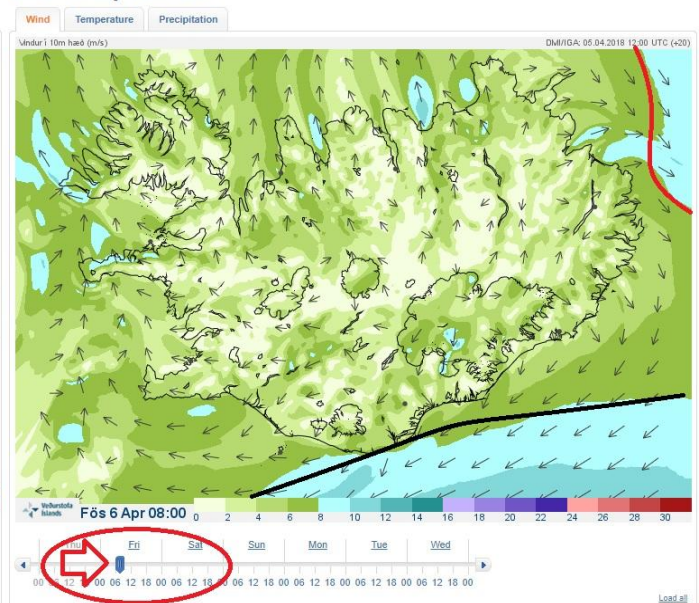 Wind Temperature Precipitation
Vindur í 10m hæð (m/s) DMI/IGA: 05.04.2018 12:00 UTC (+20)
Veðurstofa
Íslands
Fös 6 Apr 08:00
0 2 4 6 8 10 12 14 16 18 20 22 24 26 28 30
Thu Fri Sat Sun Mon Tue Wed
00 06 12 18 00 06 12 18 00 06 12 18 00 06 12 18 00 06 12 18 00 06 12 18 00 06 12 18 00
Load all